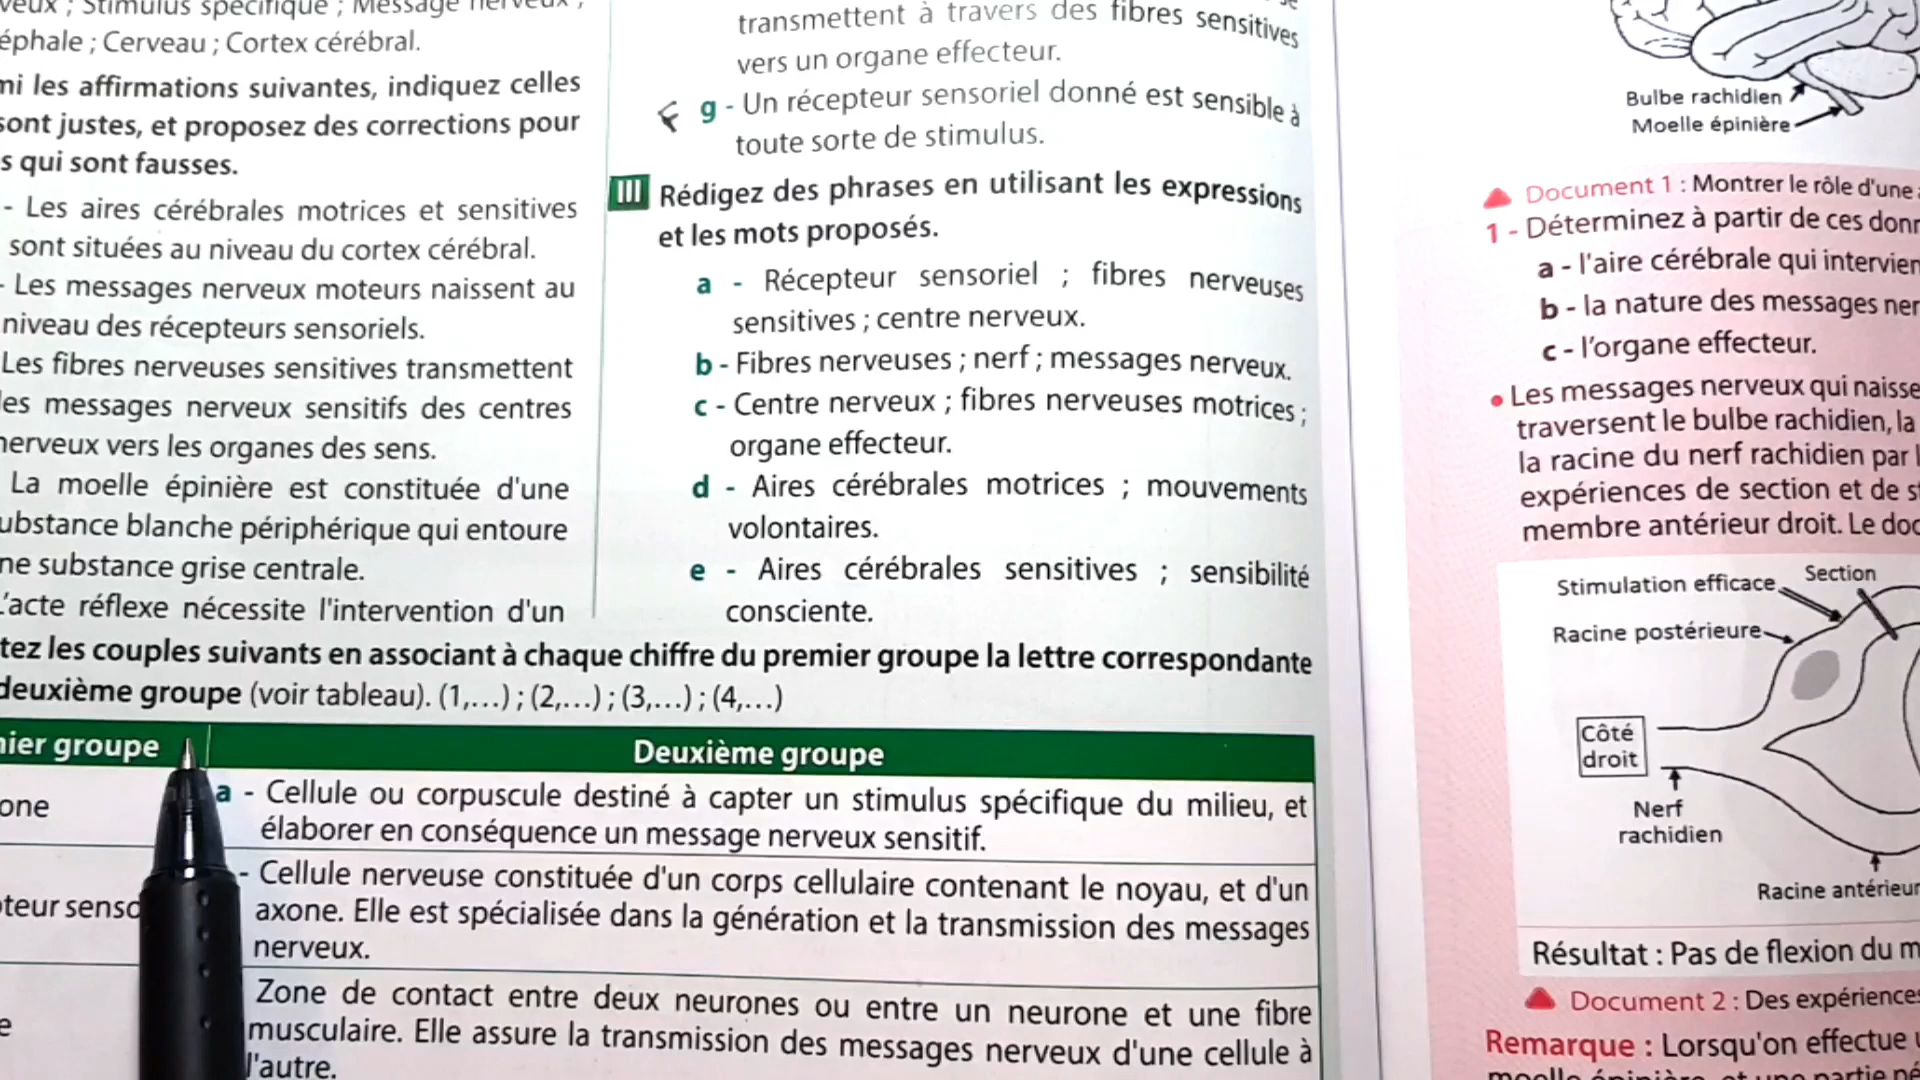 ; Stimulus spécifique ; Message nerveux ;
éphale ; Cerveau ; Cortex cérébral.
mi les affirmations suivantes, indiquez celles
sont justes, et proposez des corrections pour
s qui sont fausses.
- Les aires cérébrales motrices et sensitives
sont situées au niveau du cortex cérébral.
- Les messages nerveux moteurs naissent au
niveau des récepteurs sensoriels.
Les fibres nerveuses sensitives transmettent
les messages nerveux sensitifs des centres
nerveux vers les organes des sens.
La moelle épinière est constituée d'une
substance blanche périphérique qui entoure
ne substance grise centrale.
L'acte réflexe nécessite l'intervention d'un
transmettent à travers des fibres sensitives
vers un organe effecteur.
F g - Un récepteur sensoriel donné est sensible à
toute sorte de stimulus.
III Rédigez des phrases en utilisant les expressions
et les mots proposés.
a - Récepteur sensoriel ; fibres nerveuses
sensitives ; centre nerveux.
b - Fibres nerveuses ; nerf ; messages nerveux.
c - Centre nerveux ; fibres nerveuses motrices ;
organe effecteur.
d - Aires cérébrales motrices ; mouvements
volontaires.
e - Aires cérébrales sensitives ; sensibilité
consciente.
tez les couples suivants en associant à chaque chiffre du premier groupe la lettre correspondante
deuxième groupe (voir tableau). (1,...) ; (2,...) ; (3,...) ; (4,...)
mier groupe
Deuxième groupe
one
a - Cellule ou corpuscule destiné à capter un stimulus spécifique du milieu, et
élaborer en conséquence un message nerveux sensitif.
pteur senso
- Cellule nerveuse constituée d'un corps cellulaire contenant le noyau, et d'un
axone. Elle est spécialisée dans la génération et la transmission des messages
nerveux.
e
Zone de contact entre deux neurones ou entre un neurone et une fibre
musculaire. Elle assure la transmission des messages nerveux d'une cellule à
l'autre.
Bulbe rachidien
Moelle épinière
Document 1 : Montrer le rôle d'une
1 - Déterminez à partir de ces donn
a - l'aire cérébrale qui intervien
b - la nature des messages ner
c - l'organe effecteur.
• Les messages nerveux qui naisse
traversent le bulbe rachidien, la
la racine du nerf rachidien par l
expériences de section et de st
membre antérieur droit. Le doc
Stimulation efficace
Section
Racine postérieure
Côté
droit
Nerf
rachidien
Racine antérieur
Résultat : Pas de flexion du m
Document 2 : Des expériences
Remarque : Lorsqu'on effectue
moelle épinière, et une partie